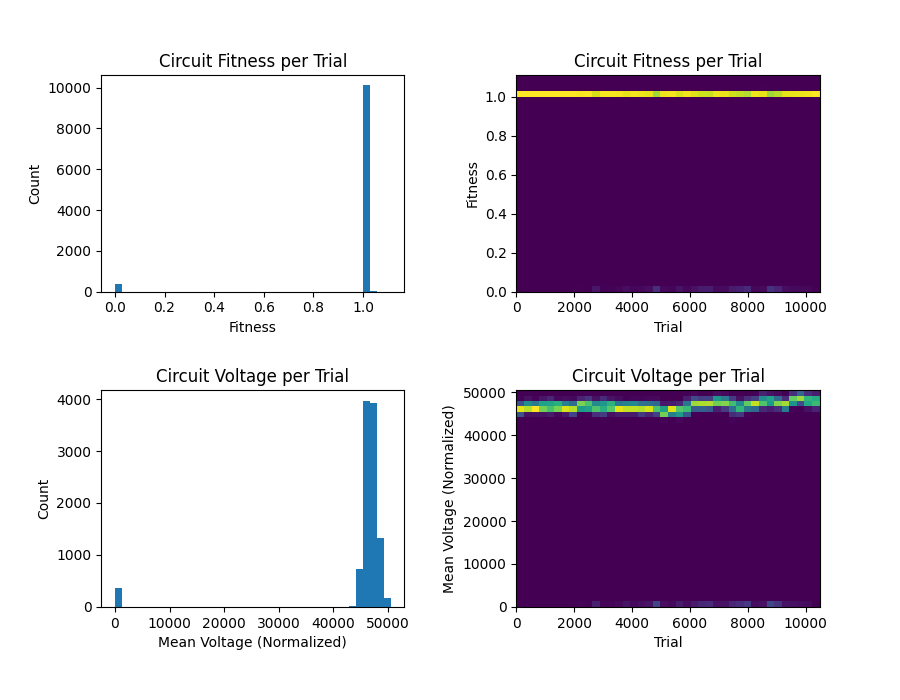 Circuit Fitness per Trial
10000
8000
6000
4000
2000
0
Count
0.0 0.2 0.4 0.6 0.8 1.0
Fitness
Circuit Fitness per Trial
1.0
0.8
0.6
0.4
0.2
0.0
Fitness
0 2000 4000 6000 8000 10000
Trial
Circuit Voltage per Trial
4000
3000
2000
1000
0
Count
0 10000 20000 30000 40000 50000
Mean Voltage (Normalized)
Circuit Voltage per Trial
50000
40000
30000
20000
10000
0
Mean Voltage (Normalized)
0 2000 4000 6000 8000 10000
Trial